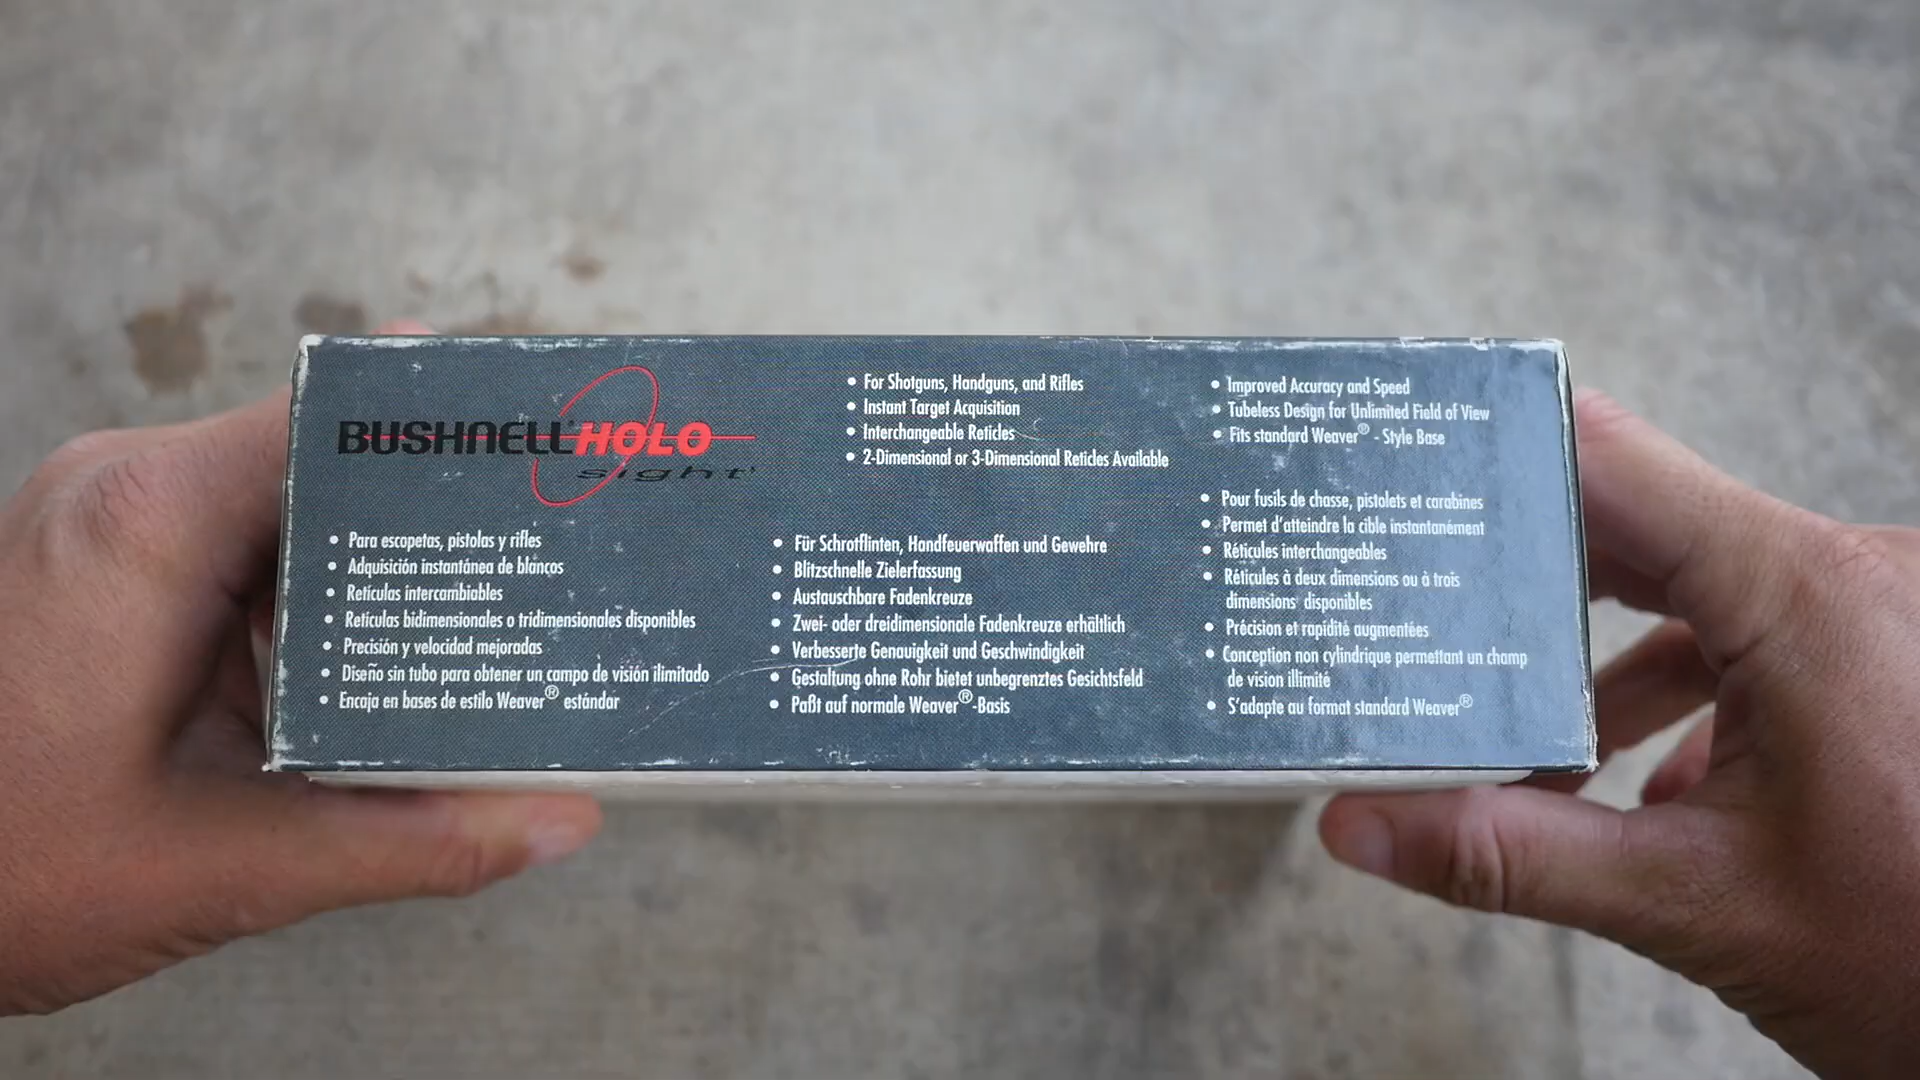 BUSHNELL HOLO
sight
• For Shotguns, Handguns, and Rifles
• Instant Target Acquisition
• Interchangeable Reticles
• 2-Dimensional or 3-Dimensional Reticles Available
• Improved Accuracy and Speed
• Tubeless Design for Unlimited Field of View
• Fits standard Weaver® - Style Base
• Para escopetas, pistolas y rifles
• Adquisición instantánea de blancos
• Retículas intercambiables
• Retículas bidimensionales o tridimensionales disponibles
• Precisión y velocidad mejoradas
• Diseño sin tubo para obtener un campo de visión ilimitado
• Encaja en bases de estilo Weaver® estándar
• Für Schrotflinten, Handfeuerwaffen und Gewehre
• Blitzschnelle Zielerfassung
• Austauschbare Fadenkreuze
• Zwei- oder dreidimensionale Fadenkreuze erhältlich
• Verbesserte Genauigkeit und Geschwindigkeit
• Gestaltung ohne Rohr bietet unbegrenztes Gesichtsfeld
• Paßt auf normale Weaver®-Basis
• Pour fusils de chasse, pistolets et carabines
• Permet d'atteindre la cible instantanément
• Réticules interchangeables
• Réticules à deux dimensions ou à trois
dimensions disponibles
• Précision et rapidité augmentées
• Conception non cylindrique permettant un champ
de vision illimité
• S'adapte au format standard Weaver®